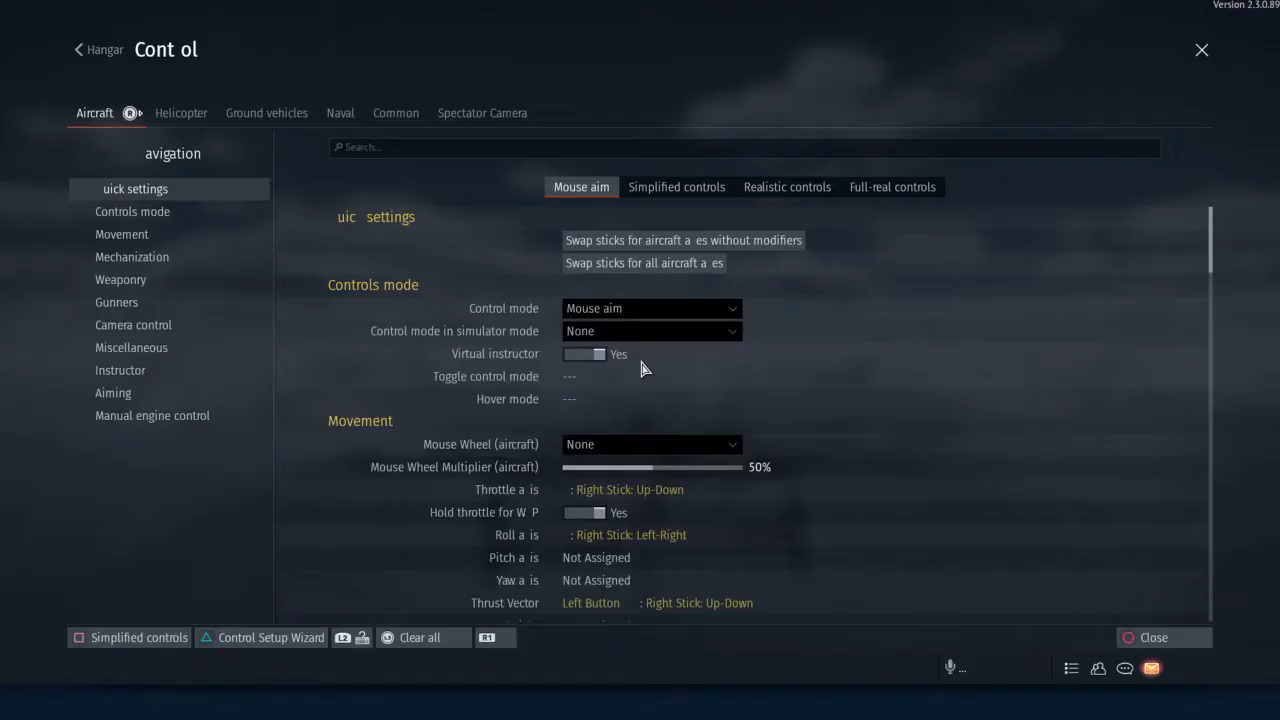 Version 2.3.0.89
Hangar Cont ol
Aircraft R Helicopter Ground vehicles Naval Common Spectator Camera
avigation
Search...
uick settings
Controls mode
Movement
Mechanization
Weaponry
Gunners
Camera control
Miscellaneous
Instructor
Aiming
Manual engine control
Mouse aim Simplified controls Realistic controls Full-real controls
uic settings
Swap sticks for aircraft a es without modifiers
Swap sticks for all aircraft a es
Controls mode
Control mode Mouse aim
Control mode in simulator mode None
Virtual instructor Yes
Toggle control mode ---
Hover mode ---
Movement
Mouse Wheel (aircraft) None
Mouse Wheel Multiplier (aircraft) 50%
Throttle a is : Right Stick: Up-Down
Hold throttle for W P Yes
Roll a is : Right Stick: Left-Right
Pitch a is Not Assigned
Yaw a is Not Assigned
Thrust Vector Left Button : Right Stick: Up-Down
Simplified controls Control Setup Wizard L2 Clear all R1 Close
...